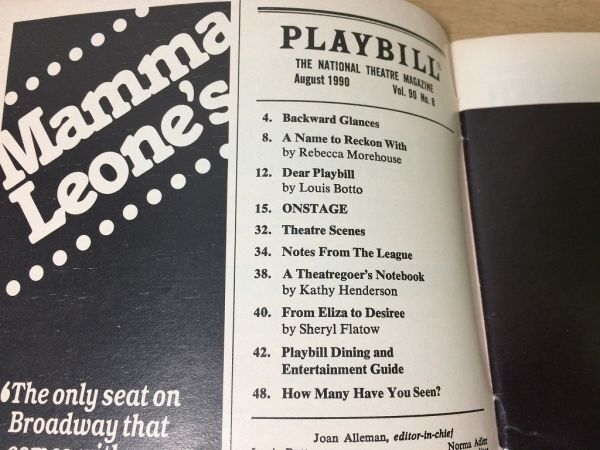 Mamma
Leone's
‘The only seat on
Broadway that
PLAYBILL
THE NATIONAL THEATRE MAGAZINE
August 1990 Vol. 90 No. 8
4. Backward Glances
8. A Name to Reckon With
by Rebecca Morehouse
12. Dear Playbill
by Louis Botto
15. ONSTAGE
32. Theatre Scenes
34. Notes From The League
38. A Theatregoer's Notebook
by Kathy Henderson
40. From Eliza to Desiree
by Sheryl Flatow
42. Playbill Dining and
Entertainment Guide
48. How Many Have You Seen?
Joan Alleman, editor-in-chief
Norma Adler